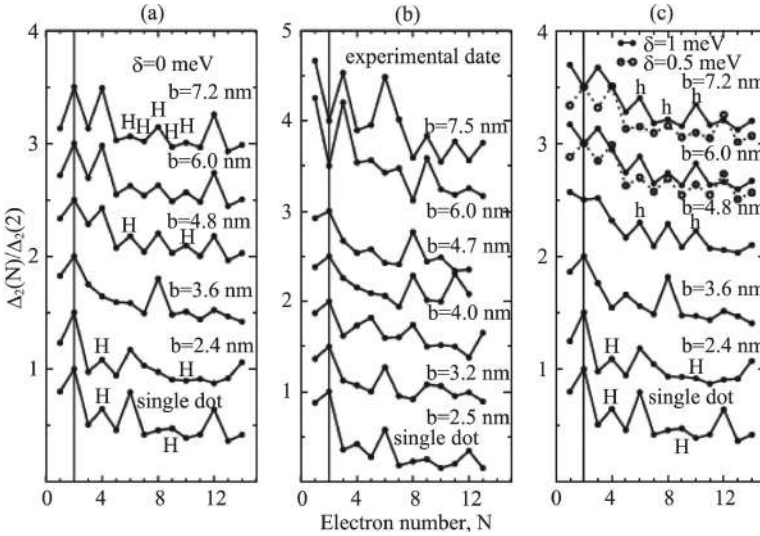 (a)
(b)
(c)
4
3
2
1
0
Δ₂(N)/Δ₂(2)
δ=0 meV
b=7.2 nm
H
H
H
H
H
b=6.0 nm
b=4.8 nm
H
H
b=3.6 nm
b=2.4 nm
H
H
single dot
H
H
0
4
8
12
5
4
3
2
1
experimental date
b=7.5 nm
b=6.0 nm
b=4.7 nm
b=4.0 nm
b=3.2 nm
b=2.5 nm
single dot
0
4
8
12
Electron number, N
4
3
2
1
δ=1 meV
δ=0.5 meV
b=7.2 nm
h
h
h
b=6.0 nm
b=4.8 nm
h
h
b=3.6 nm
b=2.4 nm
H
H
single dot
H
H
0
4
8
12